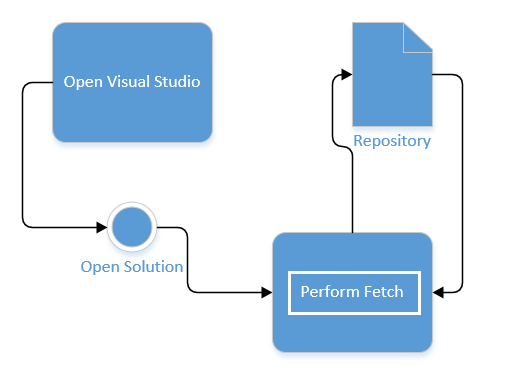 Open Visual Studio
Repository
Open Solution
Perform Fetch